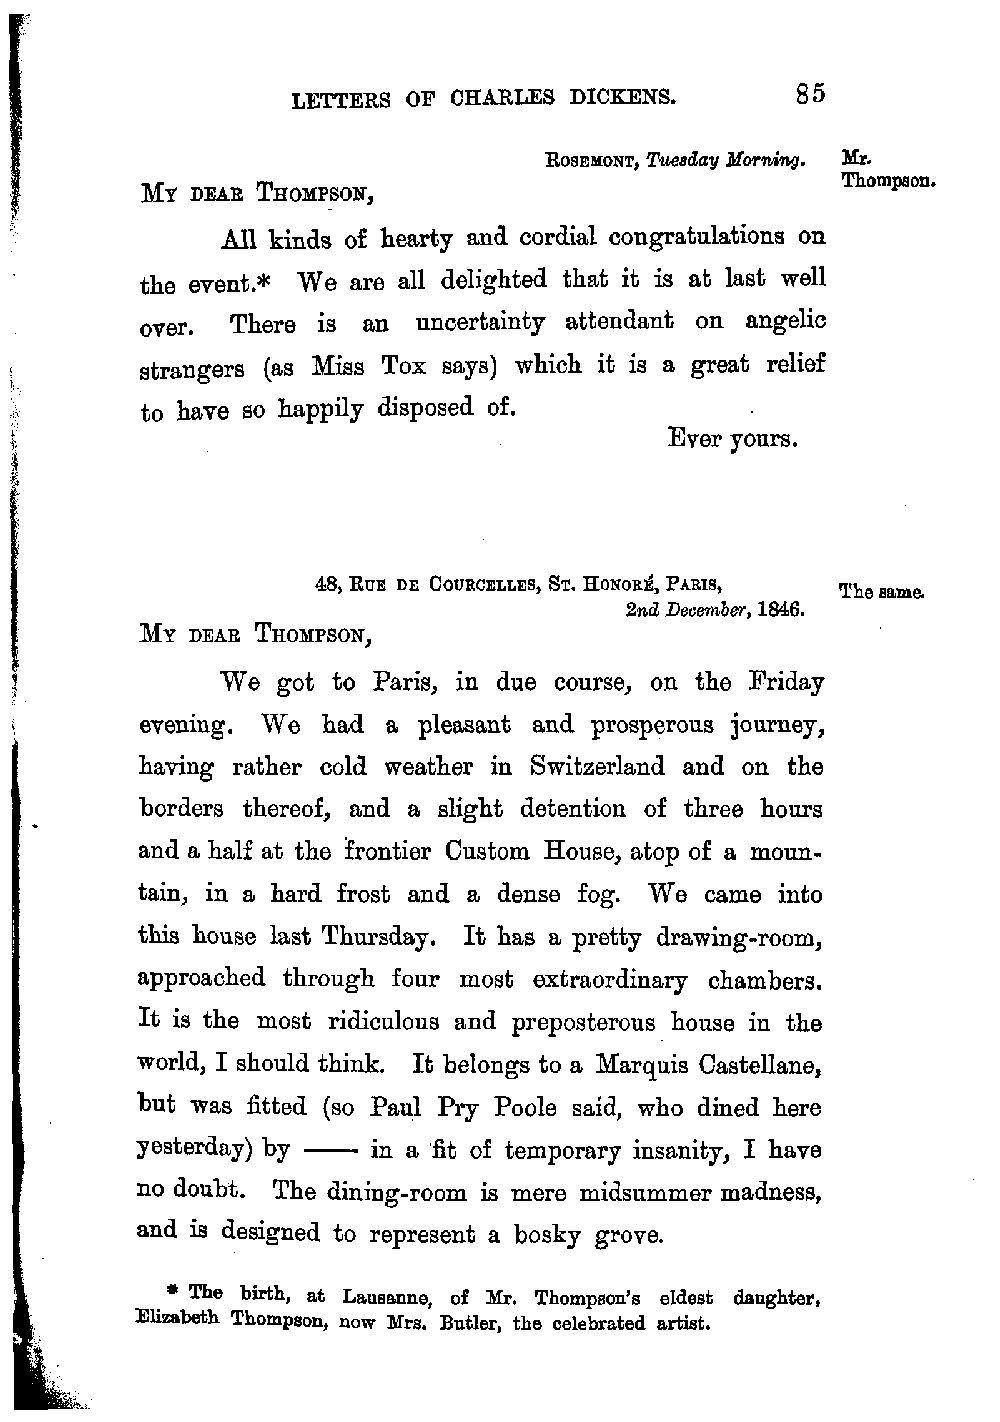 LETTERS OF CHARLES DICKENS. 85
ROSEMONT, Tuesday Morning.
Mr.
Thompson.
MY DEAR THOMPSON,
All kinds of hearty and cordial congratulations on
the event.* We are all delighted that it is at last well
over. There is an uncertainty attendant on angelic
strangers (as Miss Tox says) which it is a great relief
to have so happily disposed of.
Ever yours.
48, RUE DE COURCELLES, ST. HONORÉ, PARIS,
The same.
2nd December, 1846.
MY DEAR THOMPSON,
We got to Paris, in due course, on the Friday
evening. We had a pleasant and prosperous journey,
having rather cold weather in Switzerland and on the
borders thereof, and a slight detention of three hours
and a half at the frontier Custom House, atop of a moun-
tain, in a hard frost and a dense fog. We came into
this house last Thursday. It has a pretty drawing-room,
approached through four most extraordinary chambers.
It is the most ridiculous and preposterous house in the
world, I should think. It belongs to a Marquis Castellane,
but was fitted (so Paul Pry Poole said, who dined here
yesterday) by —— in a fit of temporary insanity, I have
no doubt. The dining-room is mere midsummer madness,
and is designed to represent a bosky grove.
* The birth, at Lausanne, of Mr. Thompson's eldest daughter,
Elizabeth Thompson, now Mrs. Butler, the celebrated artist.